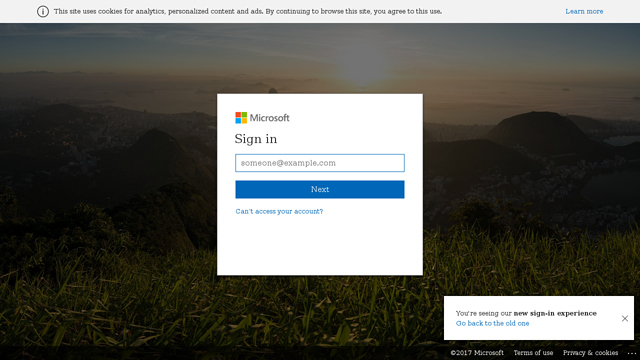 This site uses cookies for analytics, personalized content and ads. By continuing to browse this site, you agree to this use.
Learn more
Microsoft
Sign in
someone@example.com
Next
Can't access your account?
You're seeing our new sign-in experience
Go back to the old one
©2017 Microsoft Terms of use Privacy & cookies ...